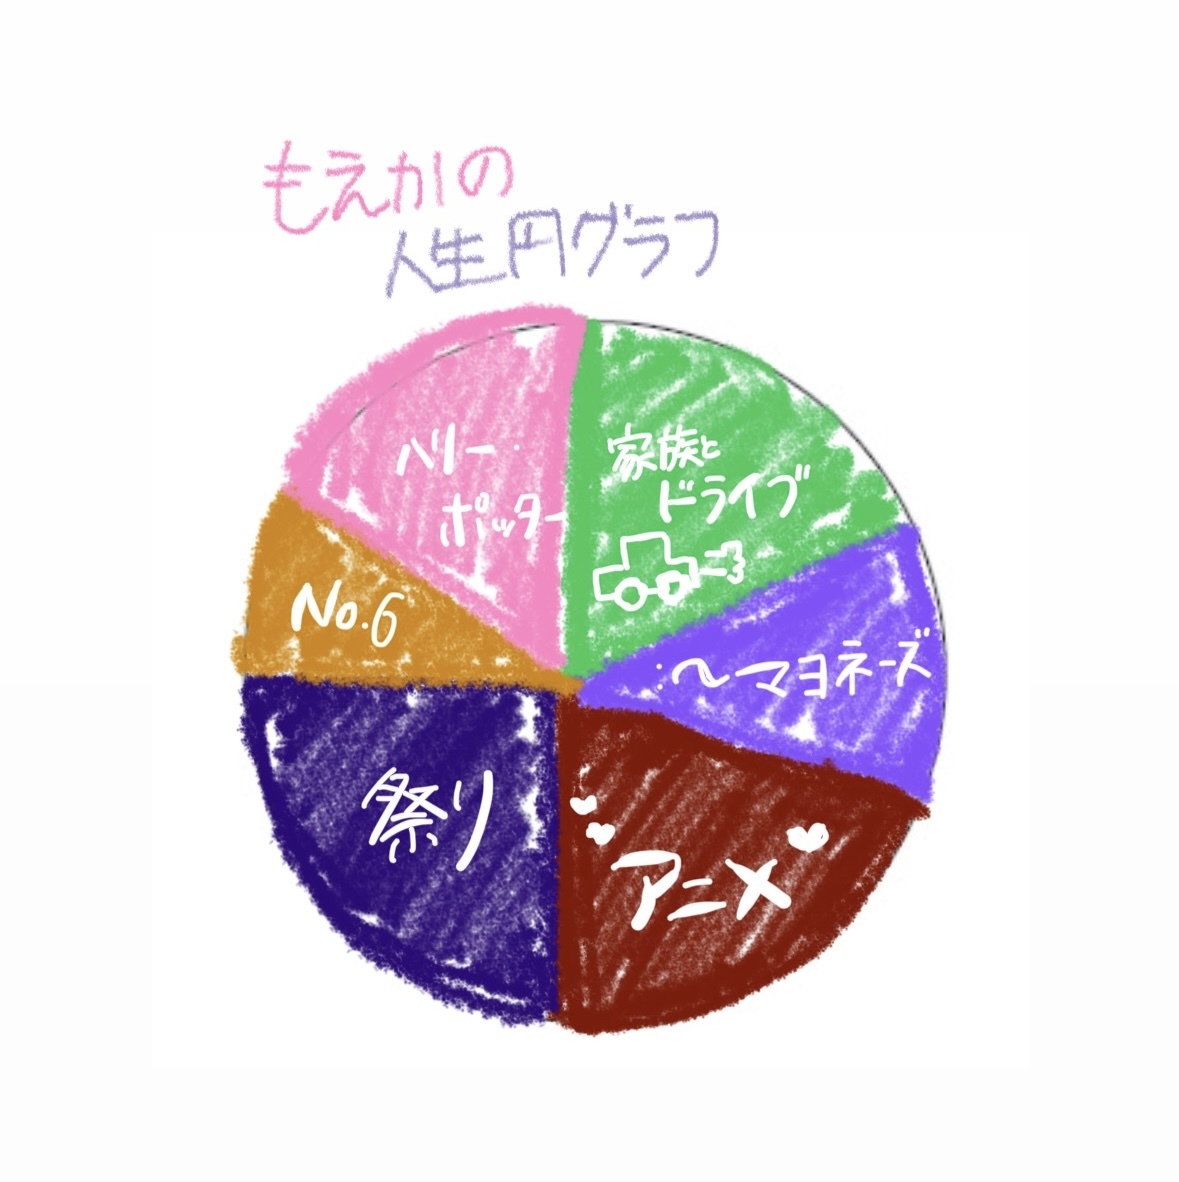 もえかの
人生円グラフ
ハリー・
ポッター
家族と
ドライブ
No.6
:～マヨネーズ
祭り
アニメ